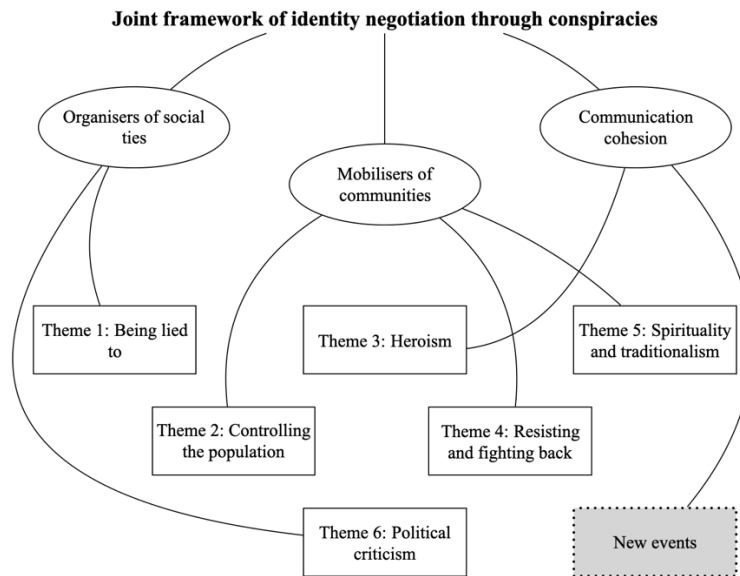 Joint framework of identity negotiation through conspiracies
Organisers of social
ties
Communication
cohesion
Mobilisers of
communities
Theme 1: Being lied
to
Theme 3: Heroism
Theme 5: Spirituality
and traditionalism
Theme 2: Controlling
the population
Theme 4: Resisting
and fighting back
Theme 6: Political
criticism
New events